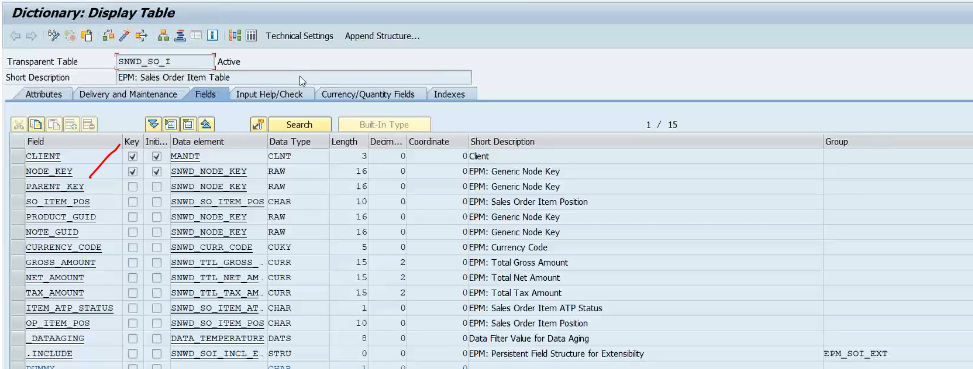 Dictionary: Display Table
Technical Settings Append Structure...
Transparent Table SNWD_SO_I Active
Short Description EPM: Sales Order Item Table
Attributes Delivery and Maintenance Fields Input Help/Check Currency/Quantity Fields Indexes
Search Built-In Type 1 / 15
Field Key Initi... Data element Data Type Length Decim... Coordinate Short Description Group
CLIENT MANDT CLNT 3 0 0 Client
NODE_KEY SNWD_NODE_KEY RAW 16 0 0 EPM: Generic Node Key
PARENT_KEY SNWD_NODE_KEY RAW 16 0 0 EPM: Generic Node Key
SO_ITEM_POS SNWD_SO_ITEM_POS CHAR 10 0 0 EPM: Sales Order Item Postion
PRODUCT_GUID SNWD_NODE_KEY RAW 16 0 0 EPM: Generic Node Key
NOTE_GUID SNWD_NODE_KEY RAW 16 0 0 EPM: Generic Node Key
CURRENCY_CODE SNWD_CURR_CODE CUKY 5 0 0 EPM: Currency Code
GROSS_AMOUNT SNWD_TTL_GROSS_. CURR 15 2 0 EPM: Total Gross Amount
NET_AMOUNT SNWD_TTL_NET_AM. CURR 15 2 0 EPM: Total Net Amount
TAX_AMOUNT SNWD_TTL_TAX_AM. CURR 15 2 0 EPM: Total Tax Amount
ITEM_ATP_STATUS SNWD_SO_ITEM_AT. CHAR 1 0 0 EPM: Sales Order Item ATP Status
OP_ITEM_POS SNWD_SO_ITEM_POS CHAR 10 0 0 EPM: Sales Order Item Postion
_DATAAGING DATA_TEMPERATURE DATS 8 0 0 Data Filter Value for Data Aging
.INCLUDE SNWD_SOI_INCL_E. STRU 0 0 0 EPM: Persistent Field Structure for Extensibility EPM_SOI_EXT
DUMMY CHAR 1 0 0